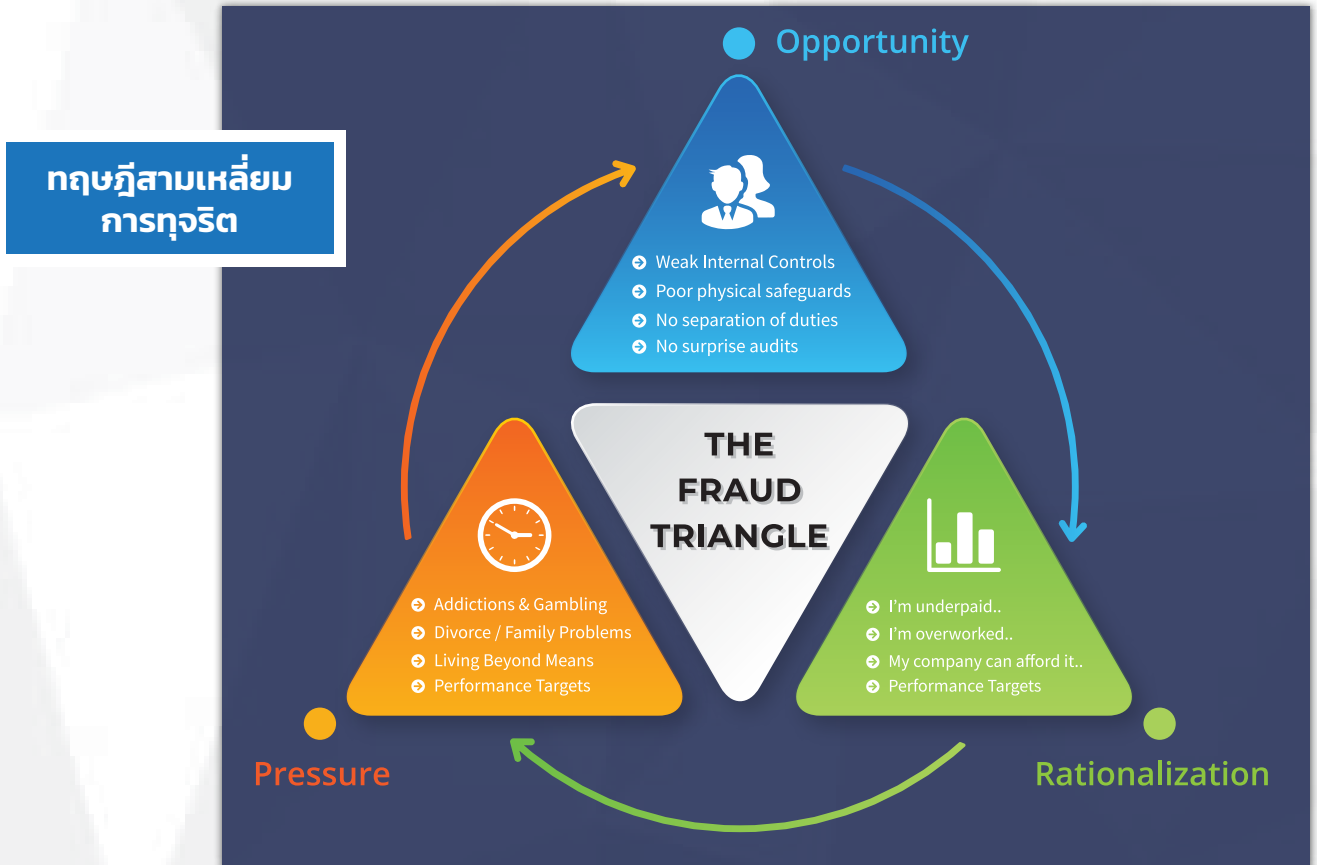 Opportunity
ทฤษฎีสามเหลี่ยม
การทุจริต
Weak Internal Controls
Poor physical safeguards
No separation of duties
No surprise audits
THE
FRAUD
TRIANGLE
Addictions & Gambling
Divorce / Family Problems
Living Beyond Means
Performance Targets
I'm underpaid..
I'm overworked..
My company can afford it..
Performance Targets
Pressure
Rationalization